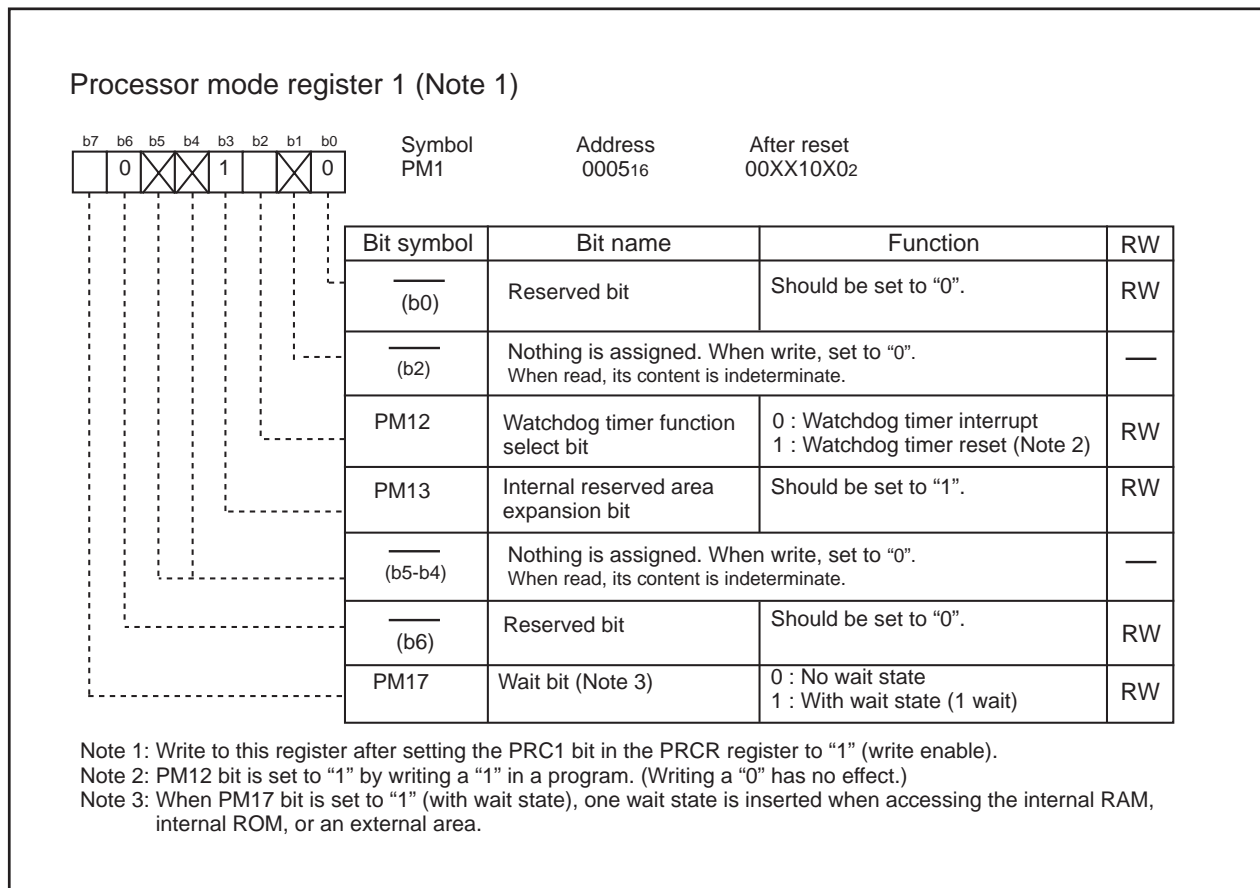 Processor mode register 1 (Note 1)
b7 b6 b5 b4 b3 b2 b1 b0
0 1 0
Symbol Address After reset
PM1 000516 00XX10X02
Bit symbol Bit name Function RW
(b0) Reserved bit Should be set to “0”. RW
(b2) Nothing is assigned. When write, set to “0”.
When read, its content is indeterminate. —
PM12 Watchdog timer function
select bit 0 : Watchdog timer interrupt
1 : Watchdog timer reset (Note 2) RW
PM13 Internal reserved area
expansion bit Should be set to “1”. RW
(b5-b4) Nothing is assigned. When write, set to “0”.
When read, its content is indeterminate. —
(b6) Reserved bit Should be set to “0”. RW
PM17 Wait bit (Note 3) 0 : No wait state
1 : With wait state (1 wait) RW
Note 1: Write to this register after setting the PRC1 bit in the PRCR register to “1” (write enable).
Note 2: PM12 bit is set to “1” by writing a “1” in a program. (Writing a “0” has no effect.)
Note 3: When PM17 bit is set to “1” (with wait state), one wait state is inserted when accessing the internal RAM,
internal ROM, or an external area.